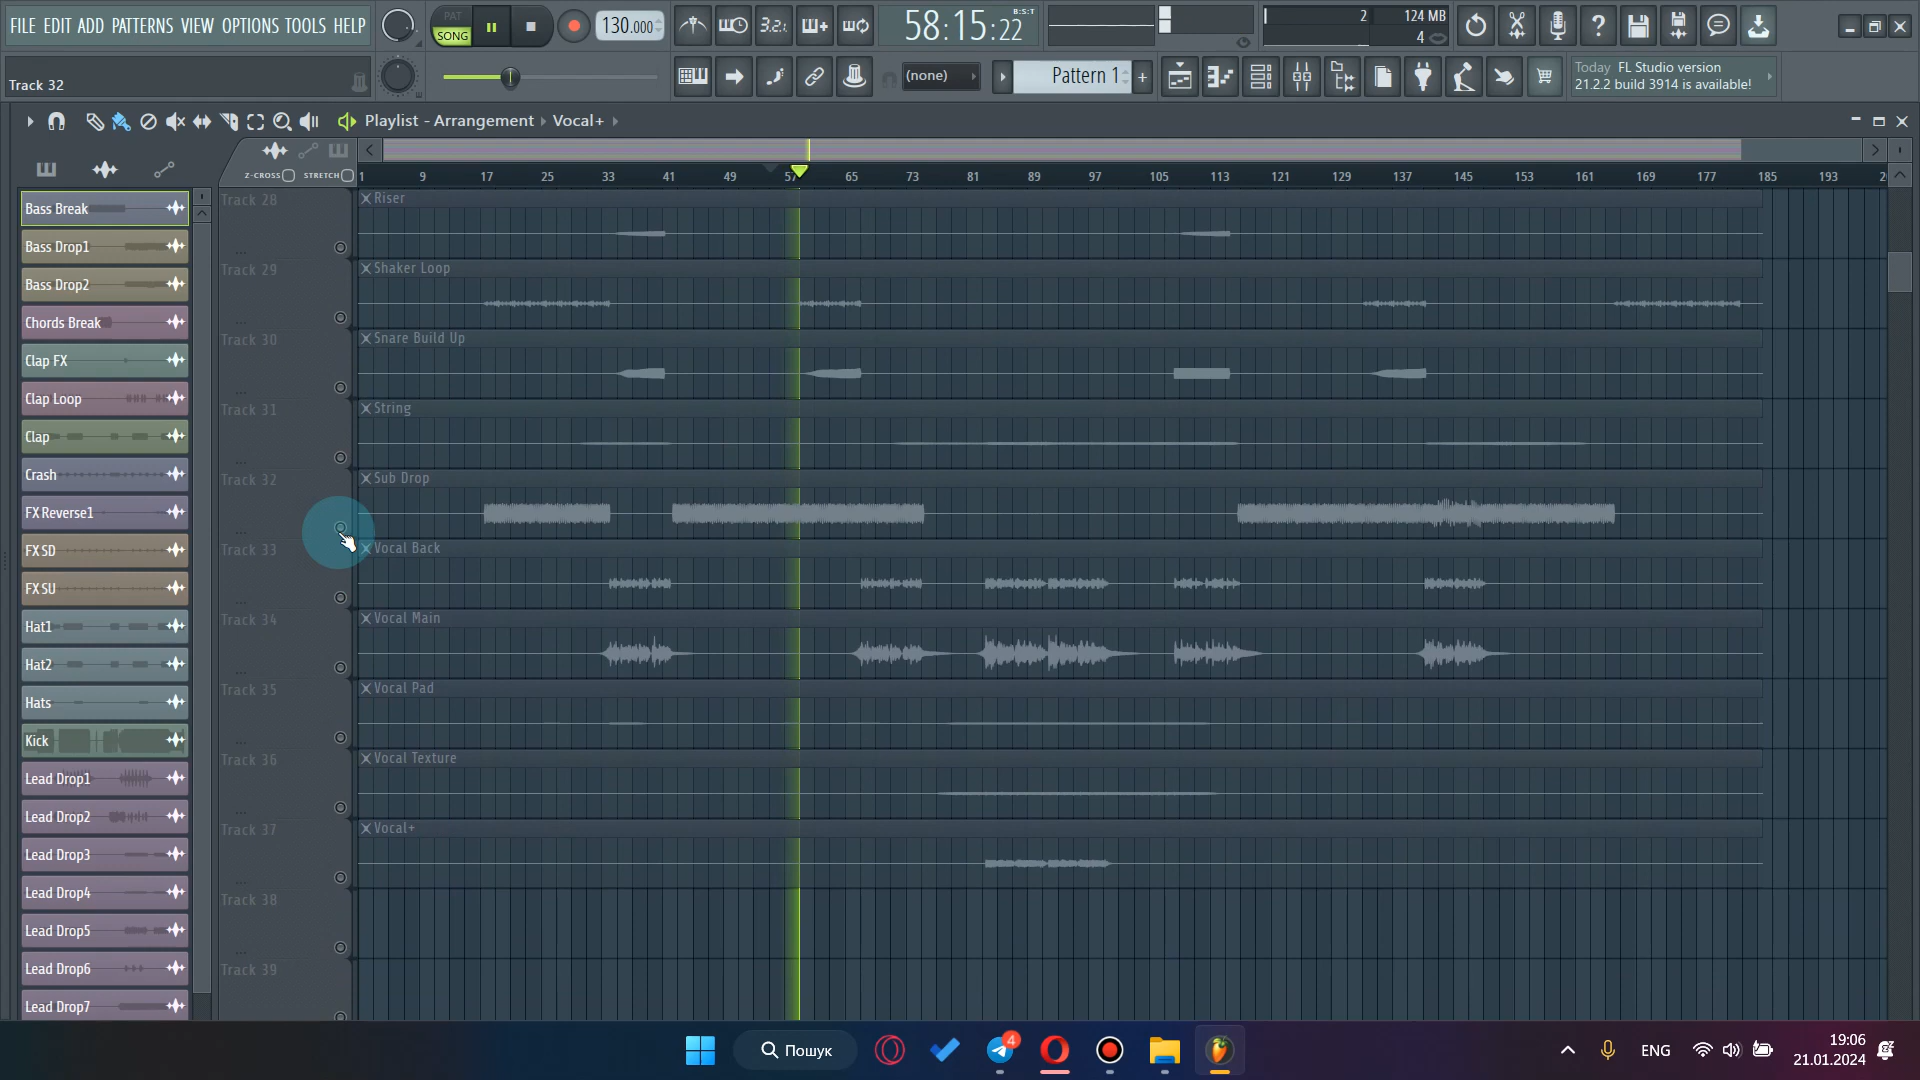 FILE EDIT ADD PATTERNS VIEW OPTIONS TOOLS HELP
PAT
SONG
130.000
3.2.
58:15:22
B:S:T
2
124 MB
4
Track 32
(none)
Pattern 1
Today FL Studio version
21.2.2 build 3914 is available!
Playlist - Arrangement Vocal+
Z-CROSS
STRETCH
1 9 17 25 33 41 49 57 65 73 81 89 97 105 113 121 129 137 145 153 161 169 177 185 193
Bass Break
Bass Drop1
Bass Drop2
Chords Break
Clap FX
Clap Loop
Clap
Crash
FX Reverse1
FX SD
FX SU
Hat1
Hat2
Hats
Kick
Lead Drop1
Lead Drop2
Lead Drop3
Lead Drop4
Lead Drop5
Lead Drop6
Lead Drop7
Track 28
Riser
Track 29
Shaker Loop
Track 30
Snare Build Up
Track 31
String
Track 32
Sub Drop
Track 33
Vocal Back
Track 34
Vocal Main
Track 35
Vocal Pad
Track 36
Vocal Texture
Track 37
Vocal+
Track 38
Track 39
Пошук
4
ENG
19:06
21.01.2024